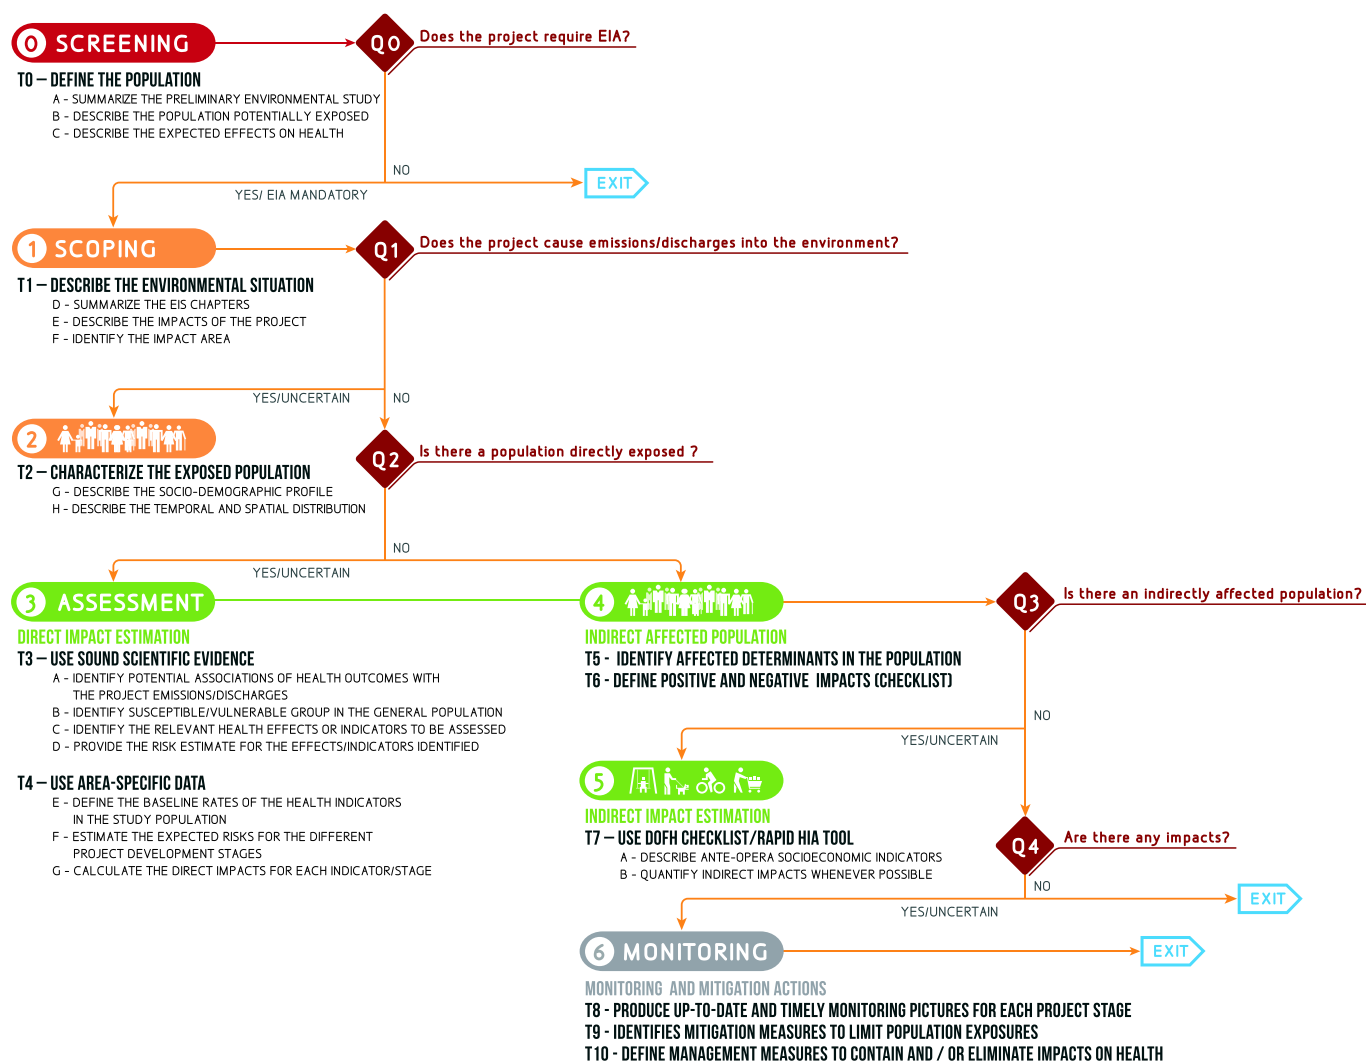 0 SCREENING
Q0
Does the project require EIA?
T0 – DEFINE THE POPULATION
A - SUMMARIZE THE PRELIMINARY ENVIRONMENTAL STUDY
B - DESCRIBE THE POPULATION POTENTIALLY EXPOSED
C - DESCRIBE THE EXPECTED EFFECTS ON HEALTH
NO
YES/ EIA MANDATORY
EXIT
1 SCOPING
Q1
Does the project cause emissions/discharges into the environment?
T1 – DESCRIBE THE ENVIRONMENTAL SITUATION
D - SUMMARIZE THE EIS CHAPTERS
E - DESCRIBE THE IMPACTS OF THE PROJECT
F - IDENTIFY THE IMPACT AREA
YES/UNCERTAIN
NO
2
Q2
Is there a population directly exposed ?
T2 – CHARACTERIZE THE EXPOSED POPULATION
G - DESCRIBE THE SOCIO-DEMOGRAPHIC PROFILE
H - DESCRIBE THE TEMPORAL AND SPATIAL DISTRIBUTION
NO
YES/UNCERTAIN
3 ASSESSMENT
DIRECT IMPACT ESTIMATION
T3 – USE SOUND SCIENTIFIC EVIDENCE
A - IDENTIFY POTENTIAL ASSOCIATIONS OF HEALTH OUTCOMES WITH
THE PROJECT EMISSIONS/DISCHARGES
B - IDENTIFY SUSCEPTIBLE/VULNERABLE GROUP IN THE GENERAL POPULATION
C - IDENTIFY THE RELEVANT HEALTH EFFECTS OR INDICATORS TO BE ASSESSED
D - PROVIDE THE RISK ESTIMATE FOR THE EFFECTS/INDICATORS IDENTIFIED
T4 – USE AREA-SPECIFIC DATA
E - DEFINE THE BASELINE RATES OF THE HEALTH INDICATORS
IN THE STUDY POPULATION
F - ESTIMATE THE EXPECTED RISKS FOR THE DIFFERENT
PROJECT DEVELOPMENT STAGES
G - CALCULATE THE DIRECT IMPACTS FOR EACH INDICATOR/STAGE
4
Q3
Is there an indirectly affected population?
INDIRECT AFFECTED POPULATION
T5 - IDENTIFY AFFECTED DETERMINANTS IN THE POPULATION
T6 - DEFINE POSITIVE AND NEGATIVE IMPACTS (CHECKLIST)
NO
YES/UNCERTAIN
5
INDIRECT IMPACT ESTIMATION
T7 – USE DOFH CHECKLIST/RAPID HIA TOOL
A - DESCRIBE ANTE-OPERA SOCIOECONOMIC INDICATORS
B - QUANTIFY INDIRECT IMPACTS WHENEVER POSSIBLE
Q4
Are there any impacts?
NO
YES/UNCERTAIN
EXIT
6 MONITORING
EXIT
MONITORING AND MITIGATION ACTIONS
T8 - PRODUCE UP-TO-DATE AND TIMELY MONITORING PICTURES FOR EACH PROJECT STAGE
T9 - IDENTIFIES MITIGATION MEASURES TO LIMIT POPULATION EXPOSURES
T10 - DEFINE MANAGEMENT MEASURES TO CONTAIN AND / OR ELIMINATE IMPACTS ON HEALTH